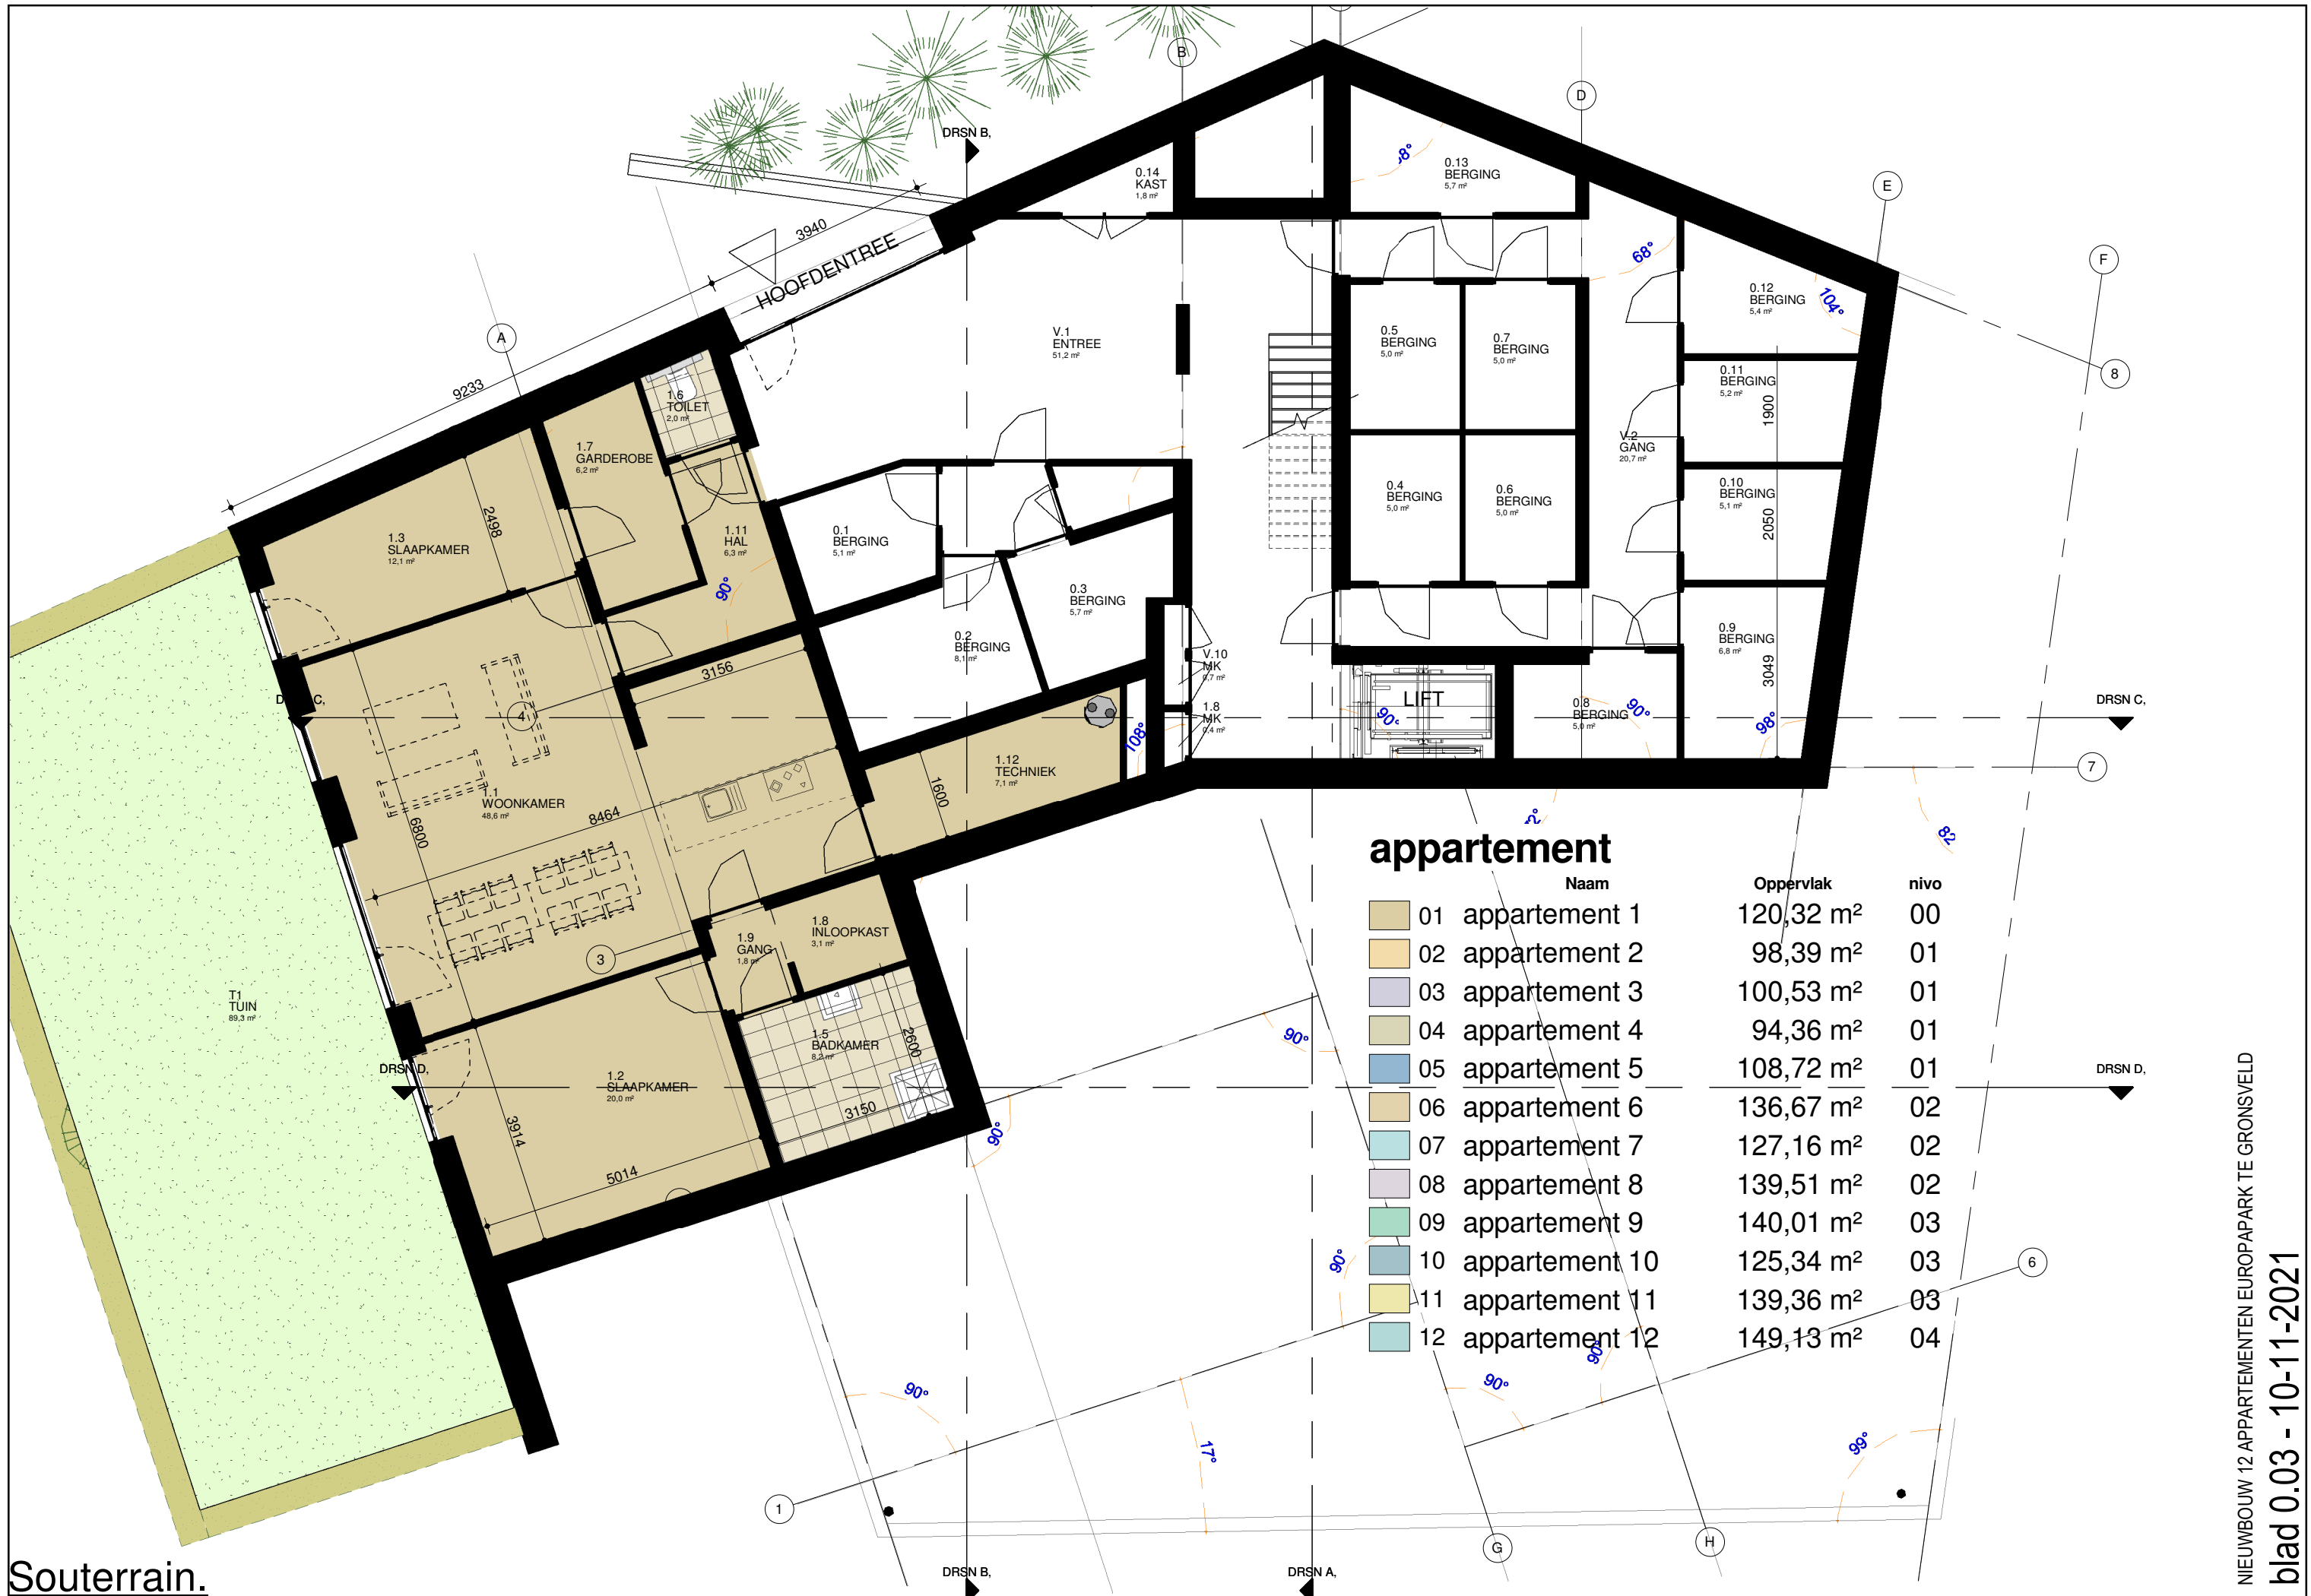 B
D
E
F
8
A
DRSN B,
0.14
KAST
1,8 m²
0.13
BERGING
5,7 m²
68°
3940
HOOFDENTREE
9233
V.1
ENTREE
51,2 m²
0.12
BERGING
5,4 m²
104°
0.5
BERGING
5,0 m²
0.7
BERGING
5,0 m²
0.11
BERGING
5,2 m²
1900
1.6
TOILET
2,0 m²
1.7
GARDEROBE
6,2 m²
V.2
GANG
20,7 m²
0.4
BERGING
5,0 m²
0.6
BERGING
5,0 m²
0.10
BERGING
5,1 m²
2050
1.3
SLAAPKAMER
12,1 m²
2498
1.11
HAL
6,3 m²
90°
0.1
BERGING
5,1 m²
0.3
BERGING
5,7 m²
0.2
BERGING
8,1 m²
0.9
BERGING
6,8 m²
3049
98°
3156
V.10
MK
0,7 m²
1.8
MK
0,4 m²
LIFT
90°
0.8
BERGING
5,0 m²
90°
DRSN C,
4
DRSN C,
7
108°
1.12
TECHNIEK
7,1 m²
1600
1.1
WOONKAMER
48,6 m²
6800
8464
82
1.8
INLOOPKAST
3,1 m²
1.9
GANG
1,8 m²
3
T1
TUIN
89,3 m²
1.5
BADKAMER
8,2 m²
2600
3150
90°
DRSN D,
1.2
SLAAPKAMER
20,0 m²
3914
5014
90°
DRSN D,
appartement
Naam Oppervlak nivo
01 appartement 1 120,32 m² 00
02 appartement 2 98,39 m² 01
03 appartement 3 100,53 m² 01
04 appartement 4 94,36 m² 01
05 appartement 5 108,72 m² 01
06 appartement 6 136,67 m² 02
07 appartement 7 127,16 m² 02
08 appartement 8 139,51 m² 02
09 appartement 9 140,01 m² 03
10 appartement 10 125,34 m² 03
11 appartement 11 139,36 m² 03
12 appartement 12 149,13 m² 04
90°
6
90°
90°
90°
17°
99°
1
G
H
DRSN B,
DRSN A,
Souterrain.
NIEUWBOUW 12 APPARTEMENTEN EUROPAPARK TE GRONSVELD
blad 0.03 - 10-11-2021